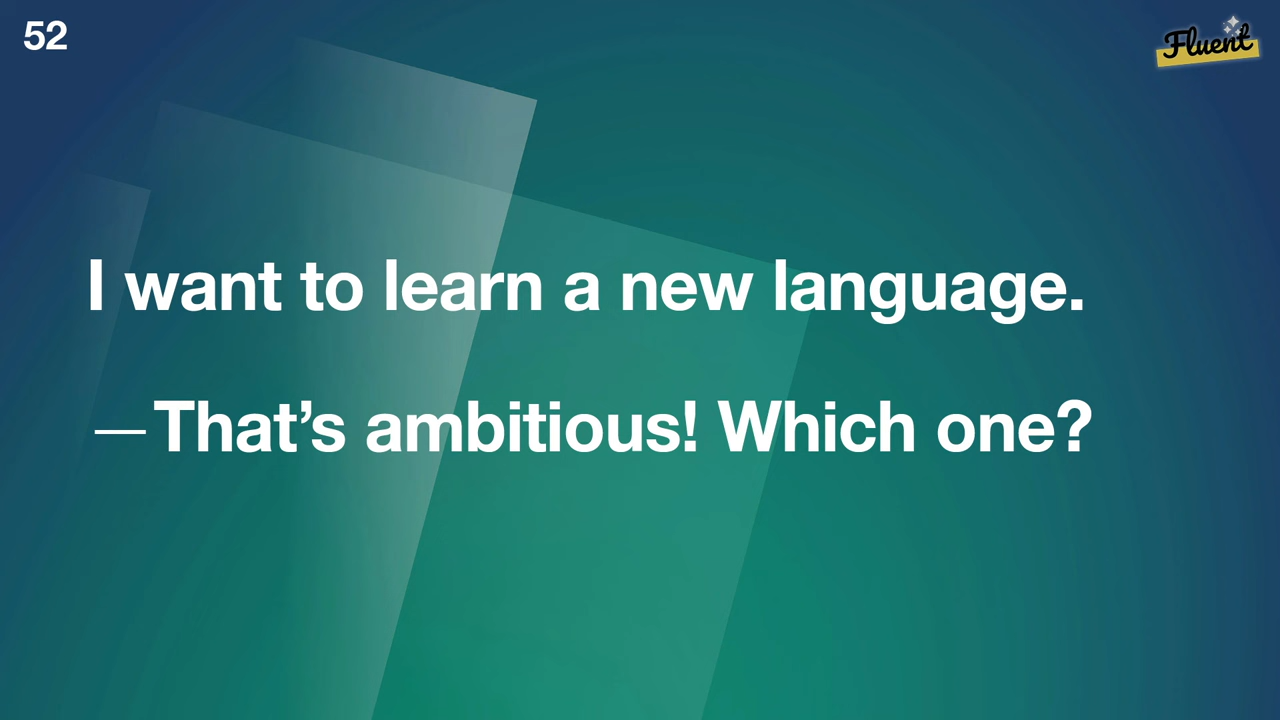 52
Fluent
I want to learn a new language.
—That’s ambitious! Which one?